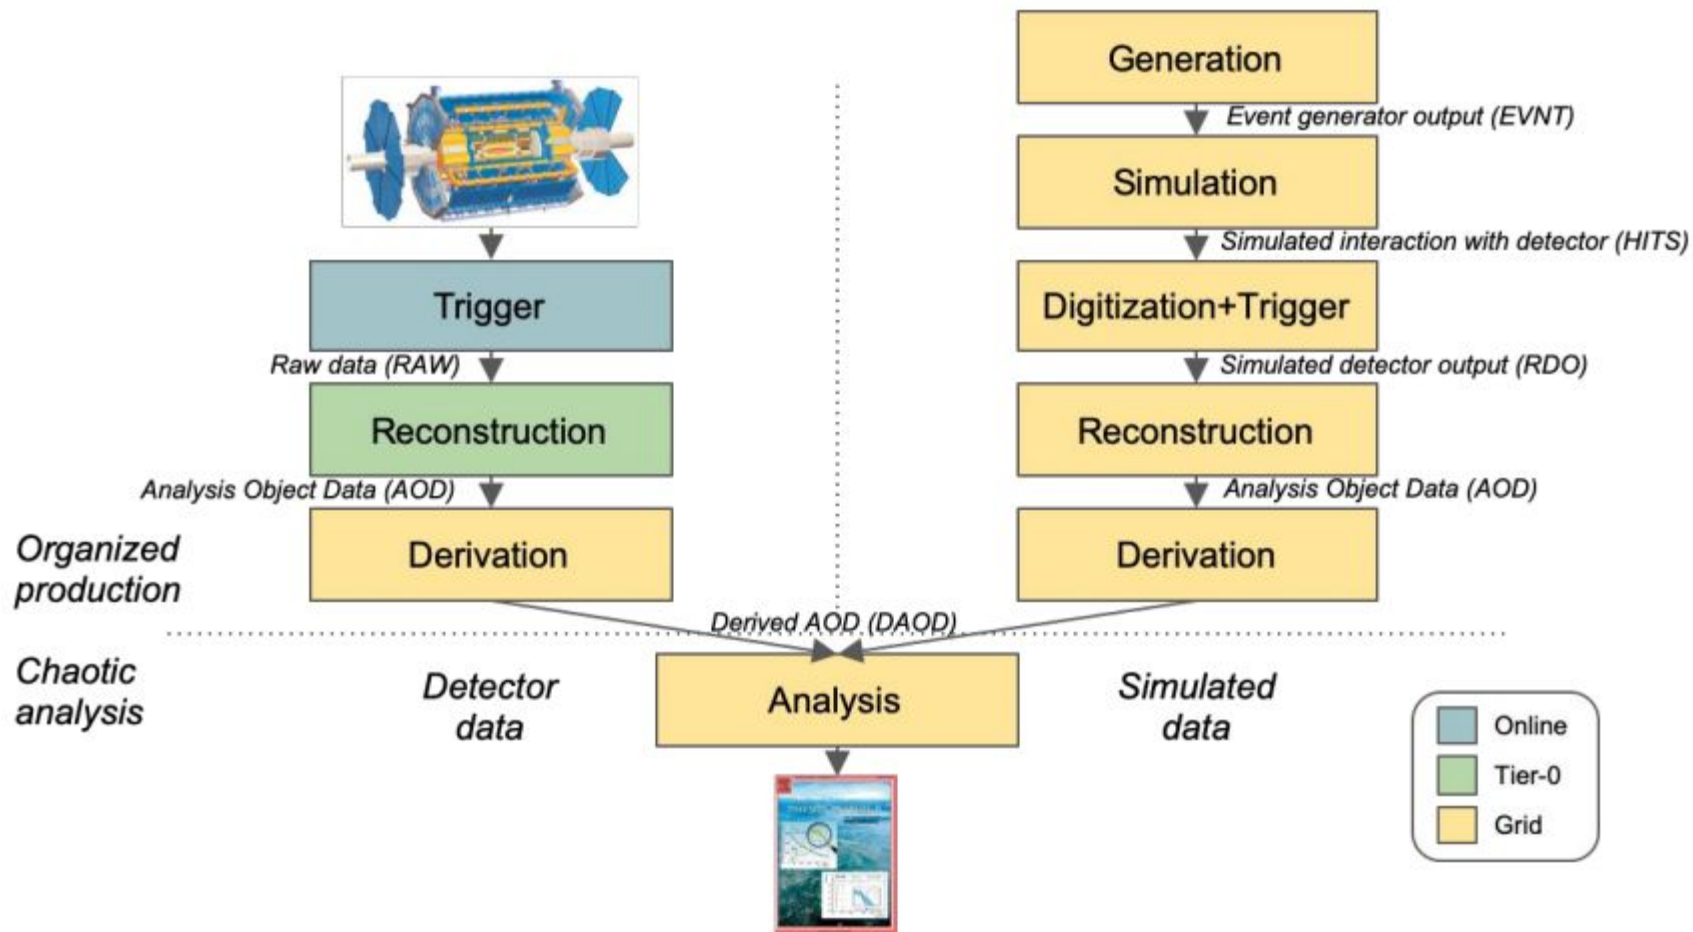 Generation
Event generator output (EVNT)
Simulation
Simulated interaction with detector (HITS)
Trigger
Digitization+Trigger
Raw data (RAW)
Simulated detector output (RDO)
Reconstruction
Reconstruction
Analysis Object Data (AOD)
Analysis Object Data (AOD)
Organized
production
Derivation
Derivation
Derived AOD (DAOD)
Chaotic
analysis
Detector
data
Analysis
Simulated
data
Online
Tier-0
Grid